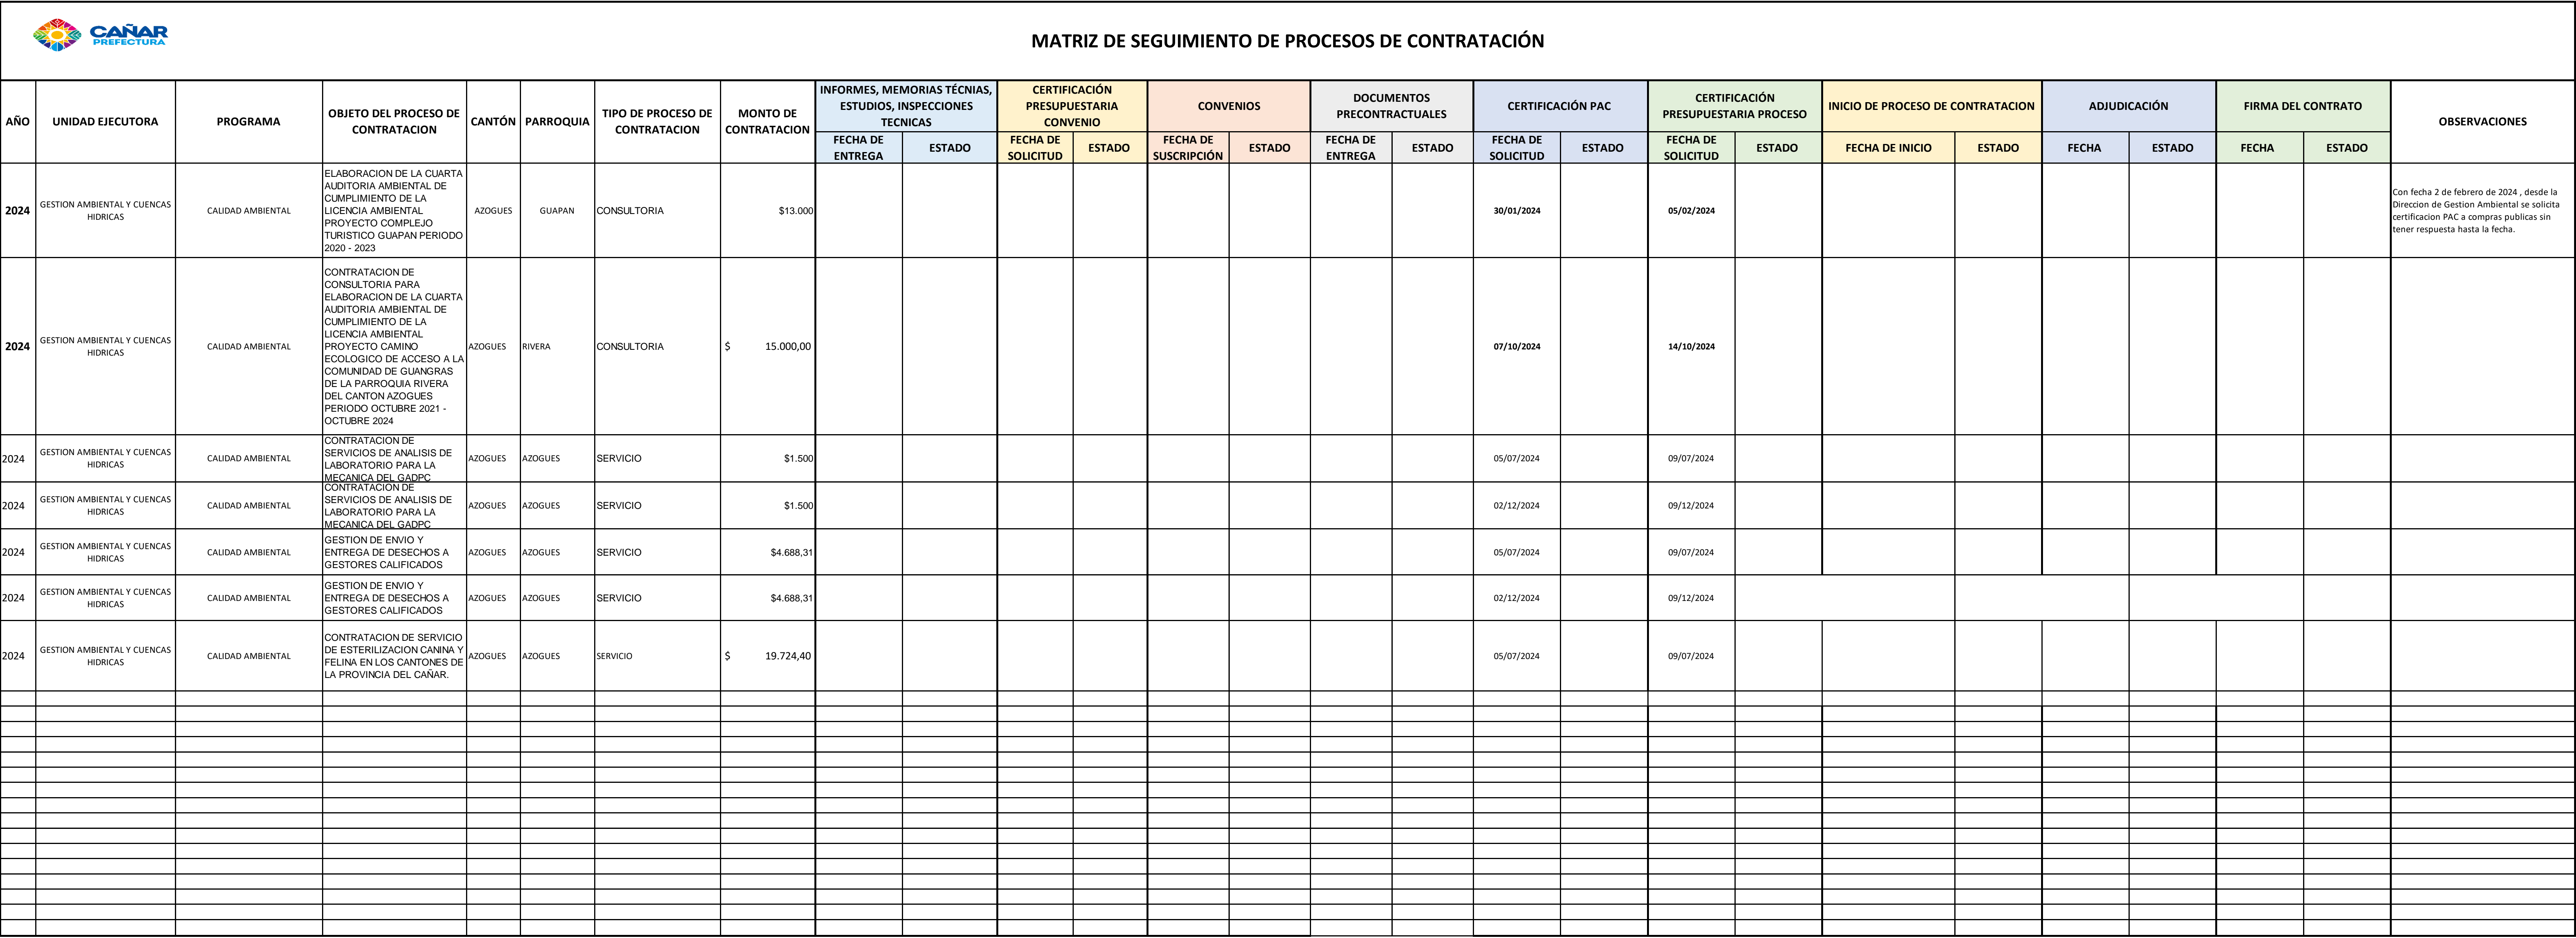 CAÑAR
PREFECTURA
MATRIZ DE SEGUIMIENTO DE PROCESOS DE CONTRATACIÓN
AÑO
UNIDAD EJECUTORA
PROGRAMA
OBJETO DEL PROCESO DE
CONTRATACION
CANTÓN
PARROQUIA
TIPO DE PROCESO DE
CONTRATACION
MONTO DE
CONTRATACION
INFORMES, MEMORIAS TÉCNIAS,
ESTUDIOS, INSPECCIONES
TECNICAS
CERTIFICACIÓN
PRESUPUESTARIA
CONVENIO
CONVENIOS
DOCUMENTOS
PRECONTRACTUALES
CERTIFICACIÓN PAC
CERTIFICACIÓN
PRESUPUESTARIA PROCESO
INICIO DE PROCESO DE CONTRATACION
ADJUDICACIÓN
FIRMA DEL CONTRATO
OBSERVACIONES
FECHA DE
ENTREGA
ESTADO
FECHA DE
SOLICITUD
ESTADO
FECHA DE
SUSCRIPCIÓN
ESTADO
FECHA DE
ENTREGA
ESTADO
FECHA DE
SOLICITUD
ESTADO
FECHA DE
SOLICITUD
ESTADO
FECHA DE INICIO
ESTADO
FECHA
ESTADO
FECHA
ESTADO
2024
GESTION AMBIENTAL Y CUENCAS
HIDRICAS
CALIDAD AMBIENTAL
ELABORACION DE LA CUARTA
AUDITORIA AMBIENTAL DE
CUMPLIMIENTO DE LA
LICENCIA AMBIENTAL
PROYECTO COMPLEJO
TURISTICO GUAPAN PERIODO
2020 - 2023
AZOGUES
GUAPAN
CONSULTORIA
$13.000
30/01/2024
05/02/2024
Con fecha 2 de febrero de 2024 , desde la
Direccion de Gestion Ambiental se solicita
certificacion PAC a compras publicas sin
tener respuesta hasta la fecha.
2024
GESTION AMBIENTAL Y CUENCAS
HIDRICAS
CALIDAD AMBIENTAL
CONTRATACION DE
CONSULTORIA PARA
ELABORACION DE LA CUARTA
AUDITORIA AMBIENTAL DE
CUMPLIMIENTO DE LA
LICENCIA AMBIENTAL
PROYECTO CAMINO
ECOLOGICO DE ACCESO A LA
COMUNIDAD DE GUANGRAS
DE LA PARROQUIA RIVERA
DEL CANTON AZOGUES
PERIODO OCTUBRE 2021 -
OCTUBRE 2024
AZOGUES
RIVERA
CONSULTORIA
$ 15.000,00
07/10/2024
14/10/2024
2024
GESTION AMBIENTAL Y CUENCAS
HIDRICAS
CALIDAD AMBIENTAL
CONTRATACION DE
SERVICIOS DE ANALISIS DE
LABORATORIO PARA LA
MECANICA DEL GADPC
AZOGUES
AZOGUES
SERVICIO
$1.500
05/07/2024
09/07/2024
2024
GESTION AMBIENTAL Y CUENCAS
HIDRICAS
CALIDAD AMBIENTAL
CONTRATACION DE
SERVICIOS DE ANALISIS DE
LABORATORIO PARA LA
MECANICA DEL GADPC
AZOGUES
AZOGUES
SERVICIO
$1.500
02/12/2024
09/12/2024
2024
GESTION AMBIENTAL Y CUENCAS
HIDRICAS
CALIDAD AMBIENTAL
GESTION DE ENVIO Y
ENTREGA DE DESECHOS A
GESTORES CALIFICADOS
AZOGUES
AZOGUES
SERVICIO
$4.688,31
05/07/2024
09/07/2024
2024
GESTION AMBIENTAL Y CUENCAS
HIDRICAS
CALIDAD AMBIENTAL
GESTION DE ENVIO Y
ENTREGA DE DESECHOS A
GESTORES CALIFICADOS
AZOGUES
AZOGUES
SERVICIO
$4.688,31
02/12/2024
09/12/2024
2024
GESTION AMBIENTAL Y CUENCAS
HIDRICAS
CALIDAD AMBIENTAL
CONTRATACION DE SERVICIO
DE ESTERILIZACION CANINA Y
FELINA EN LOS CANTONES DE
LA PROVINCIA DEL CAÑAR.
AZOGUES
AZOGUES
SERVICIO
$ 19.724,40
05/07/2024
09/07/2024